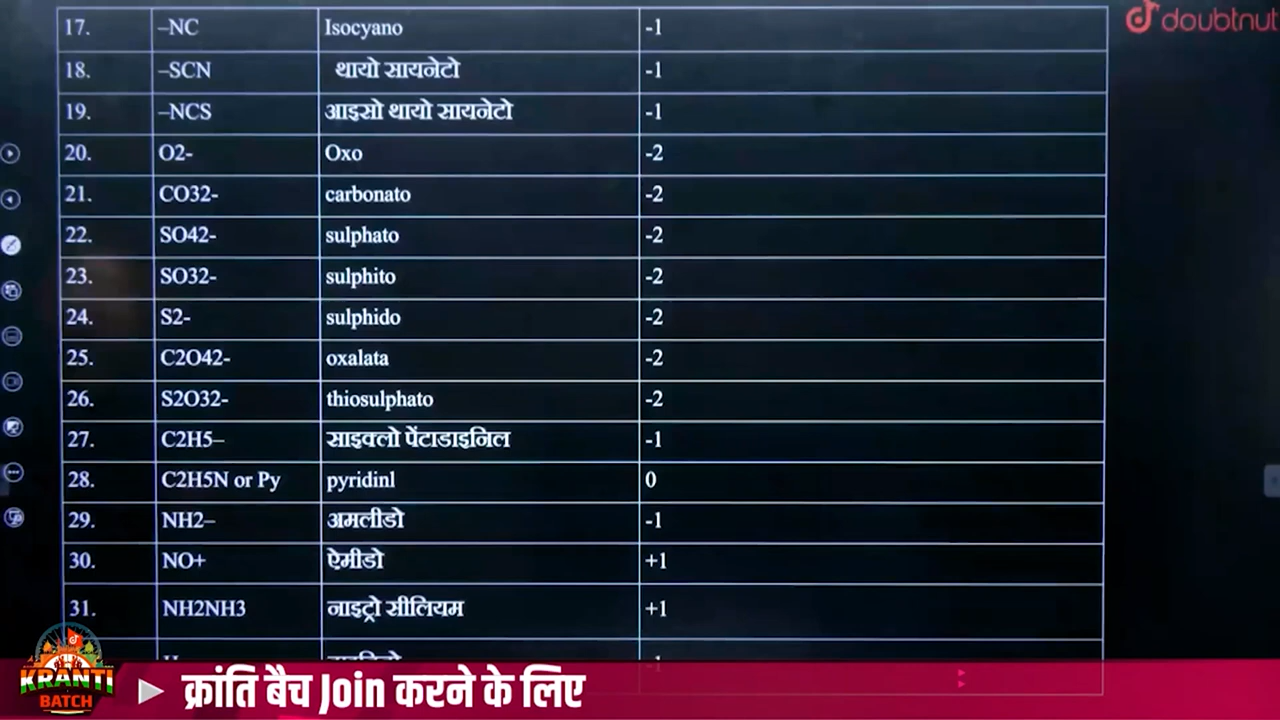 doubtnut
17. –NC Isocyano -1
18. –SCN थायो सायनेटो -1
19. –NCS आइसो थायो सायनेटो -1
20. O2- Oxo -2
21. CO32- carbonato -2
22. SO42- sulphato -2
23. SO32- sulphito -2
24. S2- sulphido -2
25. C2O42- oxalata -2
26. S2O32- thiosulphato -2
27. C2H5– साइक्लो पेंटाडाइनिल -1
28. C2H5N or Py pyridinl 0
29. NH2– अमलीडो -1
30. NO+ ऐमीडो +1
31. NH2NH3 नाइट्रो सीलियम +1
KRANTI
BATCH
क्रांति बैच Join करने के लिए